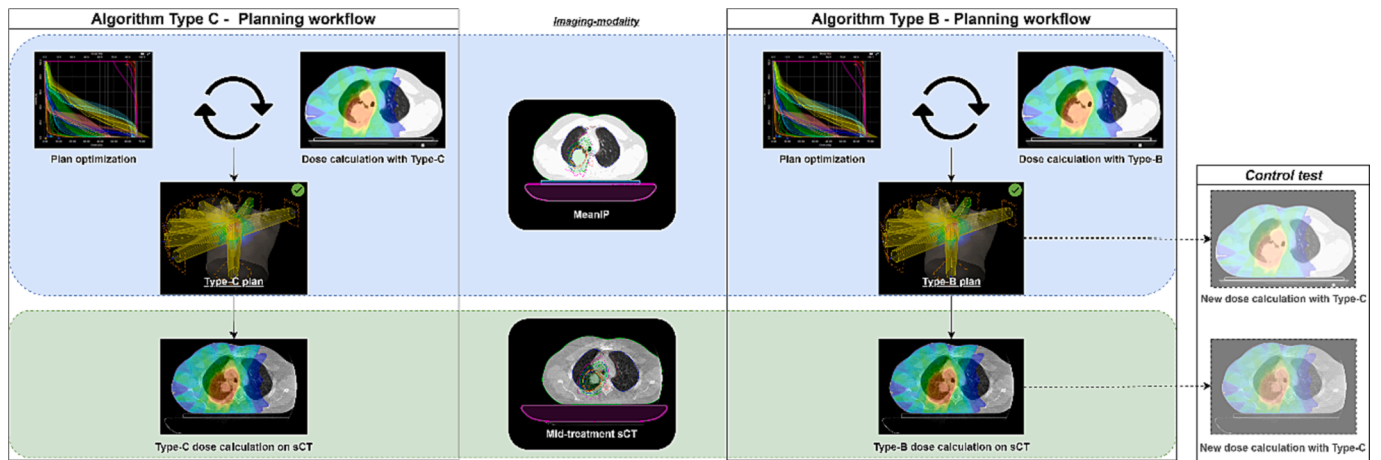 Algorithm Type C - Planning workflow
Imaging-modality
Algorithm Type B - Planning workflow
Plan optimization
Dose calculation with Type-C
Plan optimization
Dose calculation with Type-B
Control test
MeanIP
Type-C plan
Type-B plan
New dose calculation with Type-C
Mid-treatment sCT
Type-C dose calculation on sCT
Type-B dose calculation on sCT
New dose calculation with Type-C